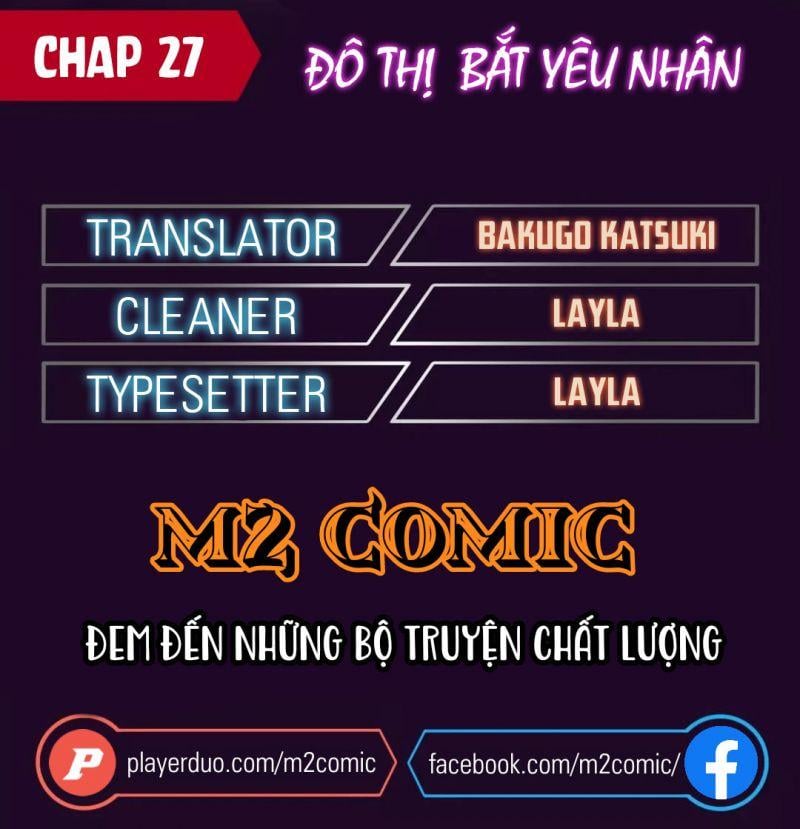 CHAP 27
ĐÔ THỊ BẮT YÊU NHÂN
TRANSLATOR
BAKUGO KATSUKI
CLEANER
LAYLA
TYPESETTER
LAYLA
M2 COMIC
ĐEM ĐẾN NHỮNG BỘ TRUYỆN CHẤT LƯỢNG
P playerduo.com/m2comic
facebook.com/m2comic/ f